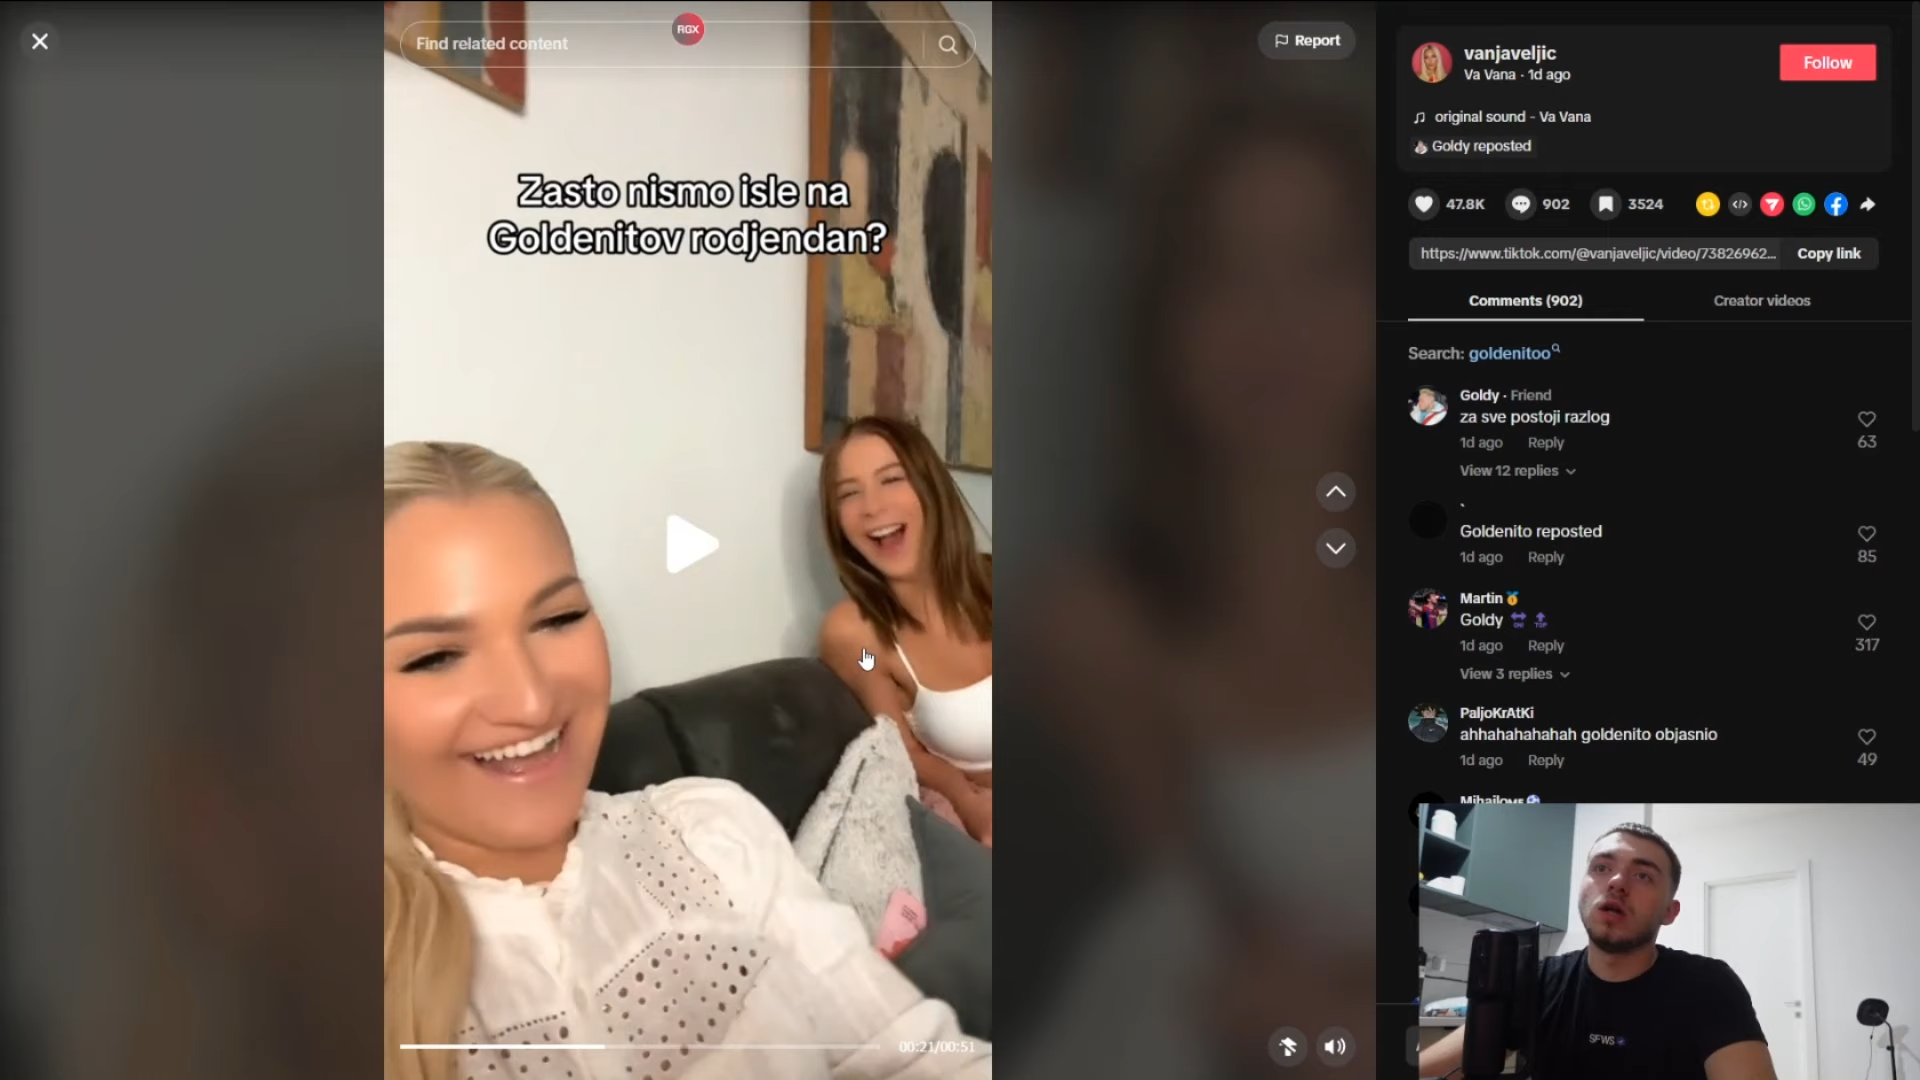 Find related content
RGX
Report
Zasto nismo isle na
Goldenitov rodjendan?
00:21/00:51
vanjaveljic
Va Vana · 1d ago
Follow
original sound - Va Vana
Goldy reposted
47.8K
902
3524
https://www.tiktok.com/@vanjaveljic/video/73826962...
Copy link
Comments (902)
Creator videos
Search: goldenitoo
Goldy · Friend
za sve postoji razlog
63
1d ago Reply
View 12 replies
Goldenito reposted
85
1d ago Reply
Martin
Goldy
317
1d ago Reply
View 3 replies
PaljoKrAtKi
ahhahahahahah goldenito objasnio
49
1d ago Reply
SFWS